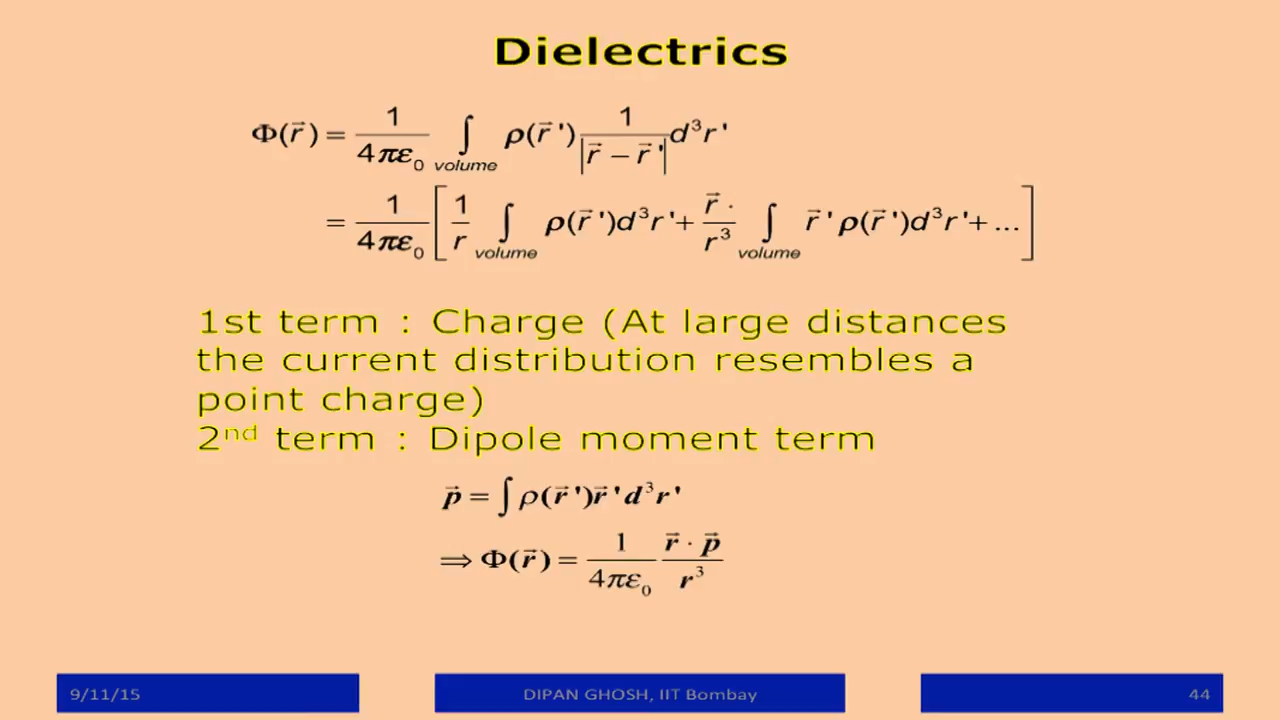 Dielectrics
Φ(r⃗) = 1/(4πε₀) ∫_volume ρ(r⃗ ') 1/|r⃗ − r⃗ '| d³r '
= 1/(4πε₀) [ 1/r ∫_volume ρ(r⃗ ')d³r ' + r⃗ ·/r³ ∫_volume r⃗ ' ρ(r⃗ ')d³r ' + ... ]
1st term : Charge (At large distances
the current distribution resembles a
point charge)
2nd term : Dipole moment term
p⃗ = ∫ ρ(r⃗ ')r⃗ ' d³r '
⟹ Φ(r⃗) = 1/(4πε₀) r⃗ · p⃗/r³
9/11/15
DIPAN GHOSH, IIT Bombay
44